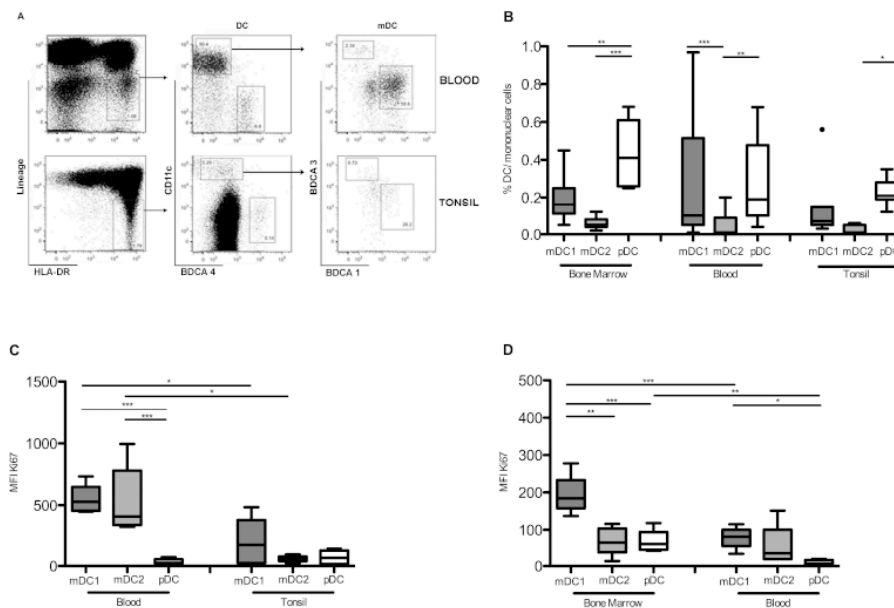 A
DC
mDC
BLOOD
TONSIL
Lineage
HLA-DR
CD11c
BDCA 4
BDCA 3
BDCA 1
B
% DC/ mononuclear cells
1.0
0.8
0.6
0.4
0.2
0.0
** *** *** ** *
mDC1 mDC2 pDC mDC1 mDC2 pDC mDC1 mDC2 pDC
Bone Marrow Blood Tonsil
C
MFI Ki67
1500
1000
500
0
* *** * ***
mDC1 mDC2 pDC mDC1 mDC2 pDC
Blood Tonsil
D
MFI Ki67
500
400
300
200
100
0
*** ** *** * **
mDC1 mDC2 pDC mDC1 mDC2 pDC
Bone Marrow Blood